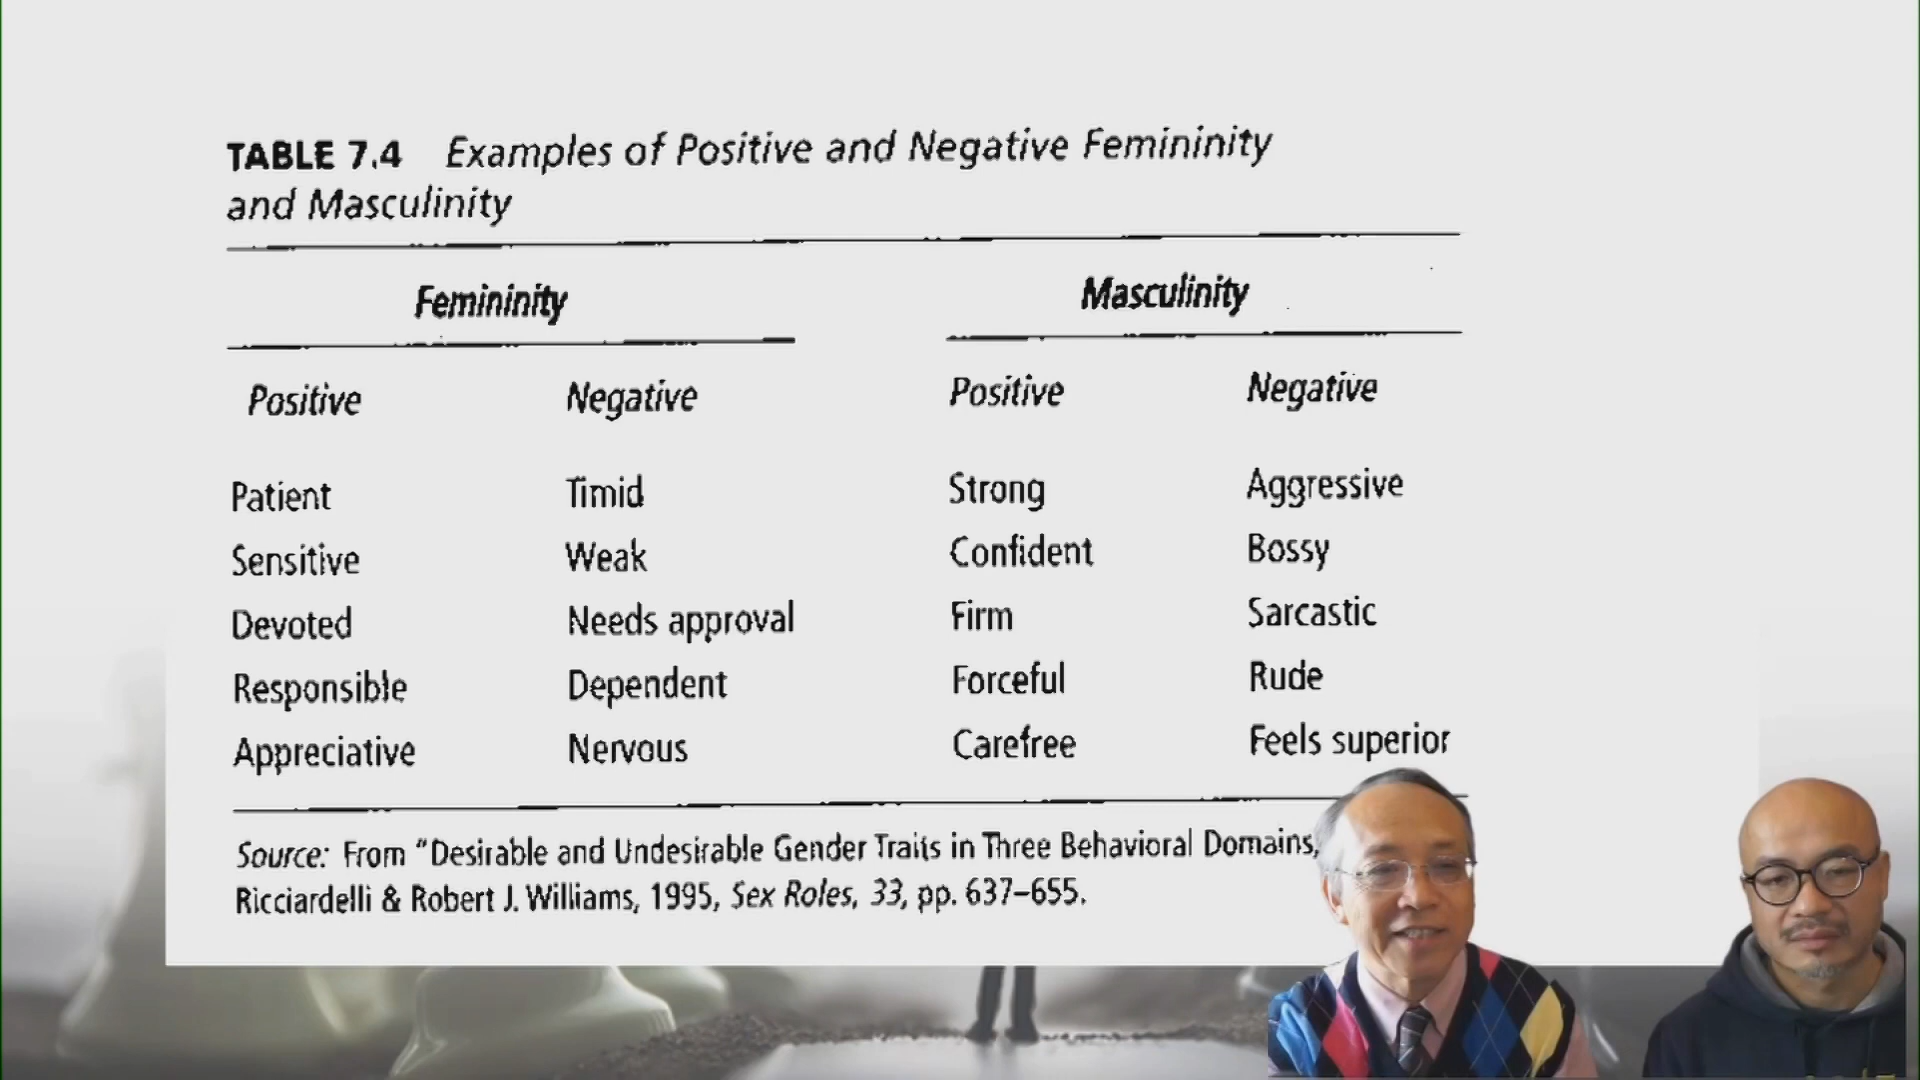 TABLE 7.4 Examples of Positive and Negative Femininity
and Masculinity
Femininity Masculinity
Positive Negative Positive Negative
Patient Timid Strong Aggressive
Sensitive Weak Confident Bossy
Devoted Needs approval Firm Sarcastic
Responsible Dependent Forceful Rude
Appreciative Nervous Carefree Feels superior
Source: From “Desirable and Undesirable Gender Traits in Three Behavioral Domains,
Ricciardelli & Robert J. Williams, 1995, Sex Roles, 33, pp. 637–655.